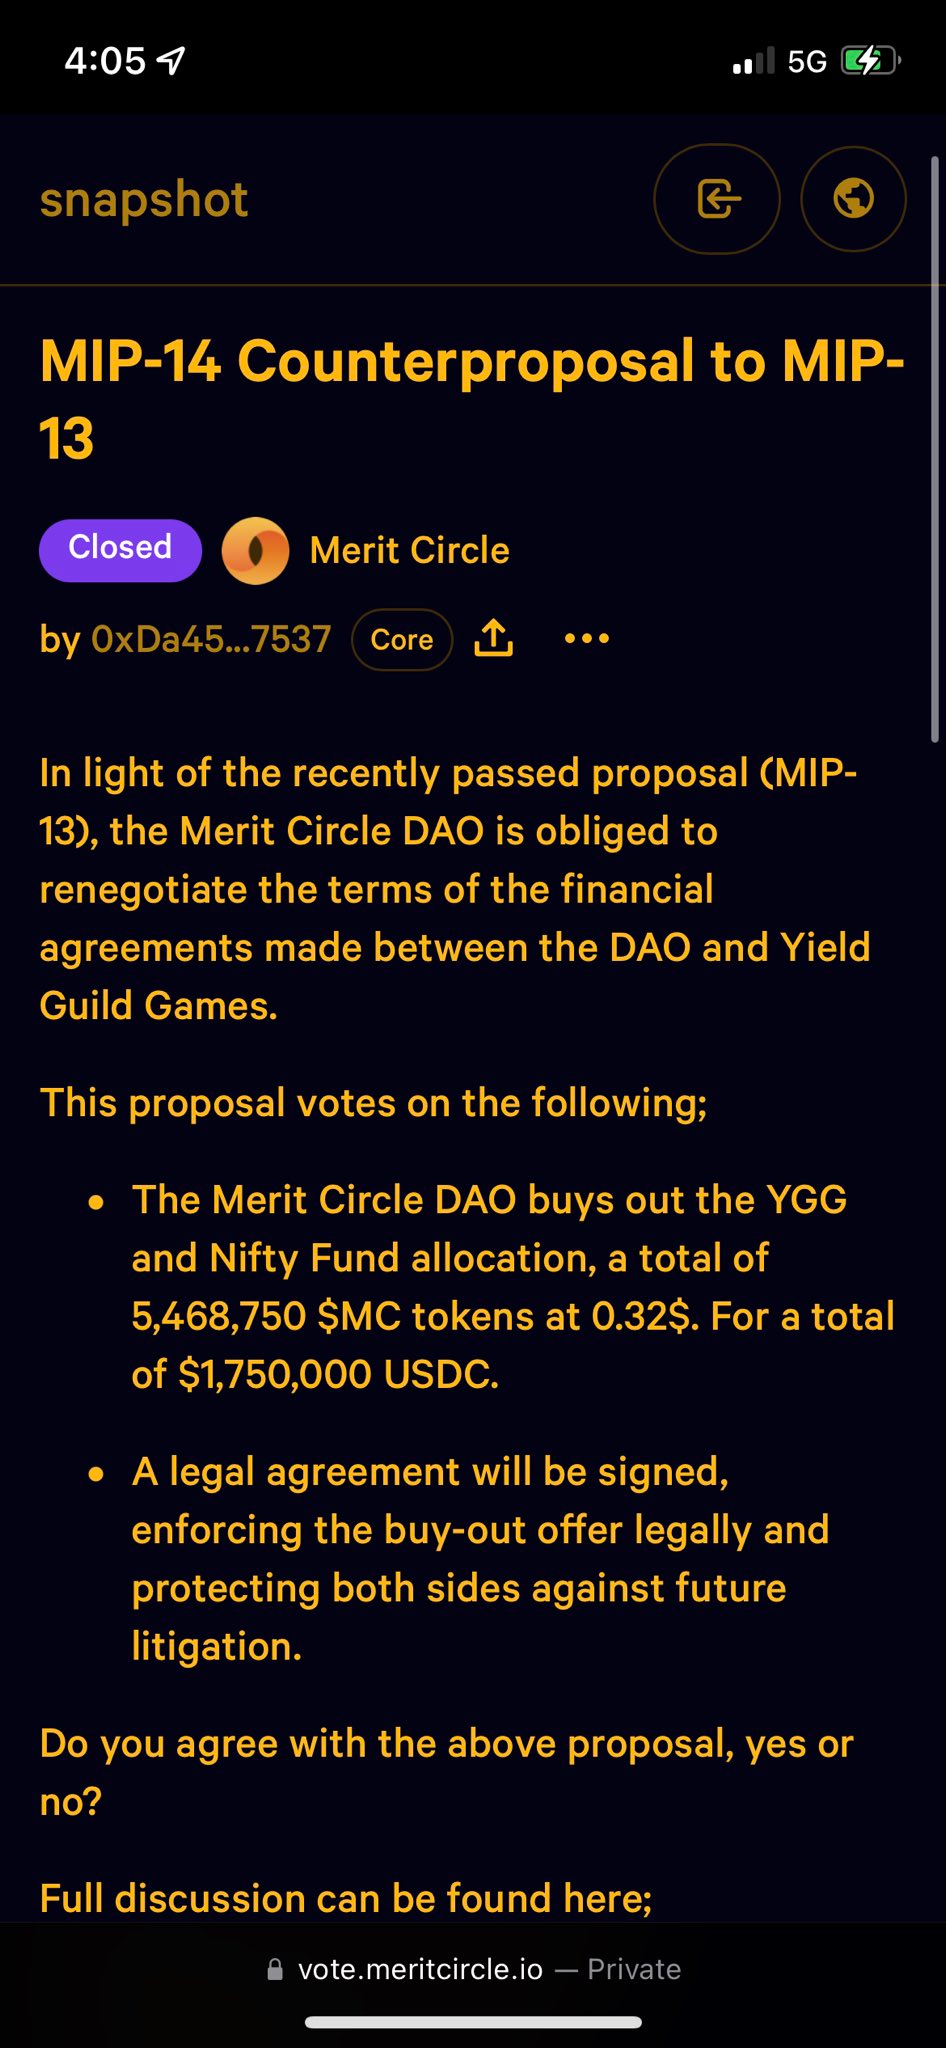 4:05
5G
snapshot
MIP-14 Counterproposal to MIP-
13
Closed
Merit Circle
by 0xDa45...7537
Core
In light of the recently passed proposal (MIP-
13), the Merit Circle DAO is obliged to
renegotiate the terms of the financial
agreements made between the DAO and Yield
Guild Games.
This proposal votes on the following;
• The Merit Circle DAO buys out the YGG
and Nifty Fund allocation, a total of
5,468,750 $MC tokens at 0.32$. For a total
of $1,750,000 USDC.
• A legal agreement will be signed,
enforcing the buy-out offer legally and
protecting both sides against future
litigation.
Do you agree with the above proposal, yes or
no?
Full discussion can be found here;
vote.meritcircle.io — Private